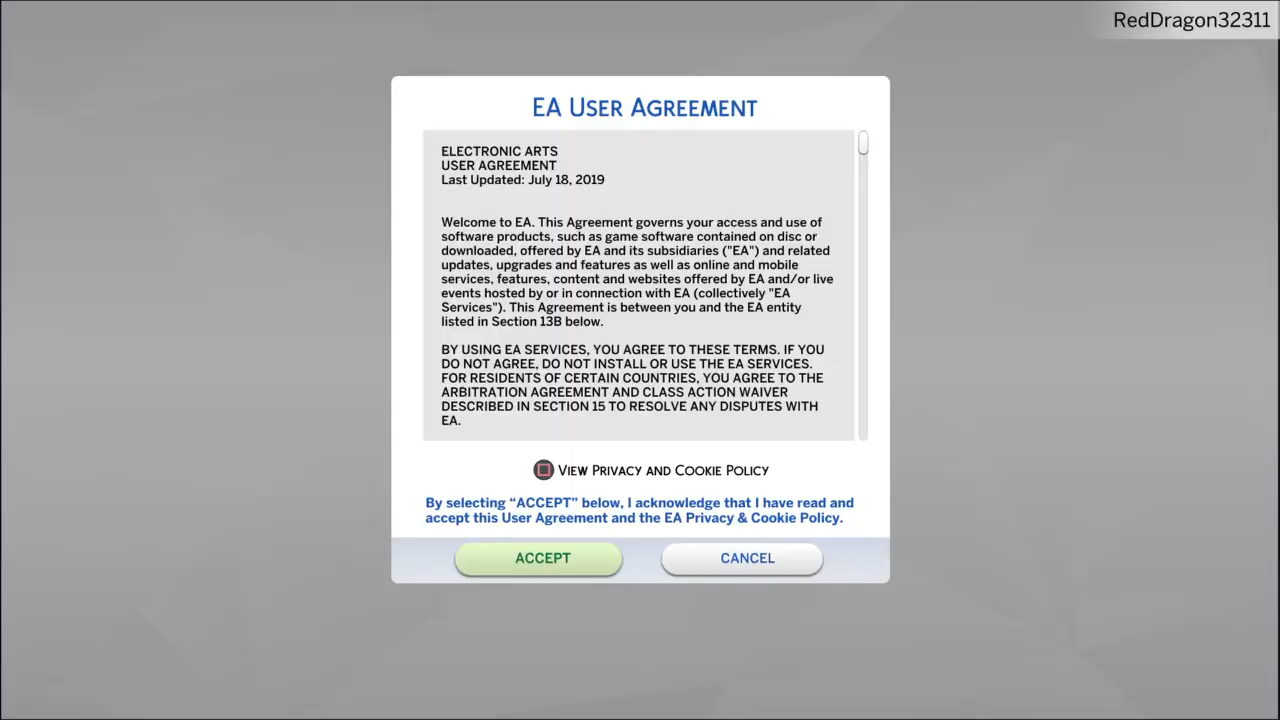 RedDragon32311
EA USER AGREEMENT
ELECTRONIC ARTS
USER AGREEMENT
Last Updated: July 18, 2019
Welcome to EA. This Agreement governs your access and use of
software products, such as game software contained on disc or
downloaded, offered by EA and its subsidiaries ("EA") and related
updates, upgrades and features as well as online and mobile
services, features, content and websites offered by EA and/or live
events hosted by or in connection with EA (collectively "EA
Services"). This Agreement is between you and the EA entity
listed in Section 13B below.
BY USING EA SERVICES, YOU AGREE TO THESE TERMS. IF YOU
DO NOT AGREE, DO NOT INSTALL OR USE THE EA SERVICES.
FOR RESIDENTS OF CERTAIN COUNTRIES, YOU AGREE TO THE
ARBITRATION AGREEMENT AND CLASS ACTION WAIVER
DESCRIBED IN SECTION 15 TO RESOLVE ANY DISPUTES WITH
EA.
VIEW PRIVACY AND COOKIE POLICY
By selecting “ACCEPT” below, I acknowledge that I have read and
accept this User Agreement and the EA Privacy & Cookie Policy.
ACCEPT
CANCEL